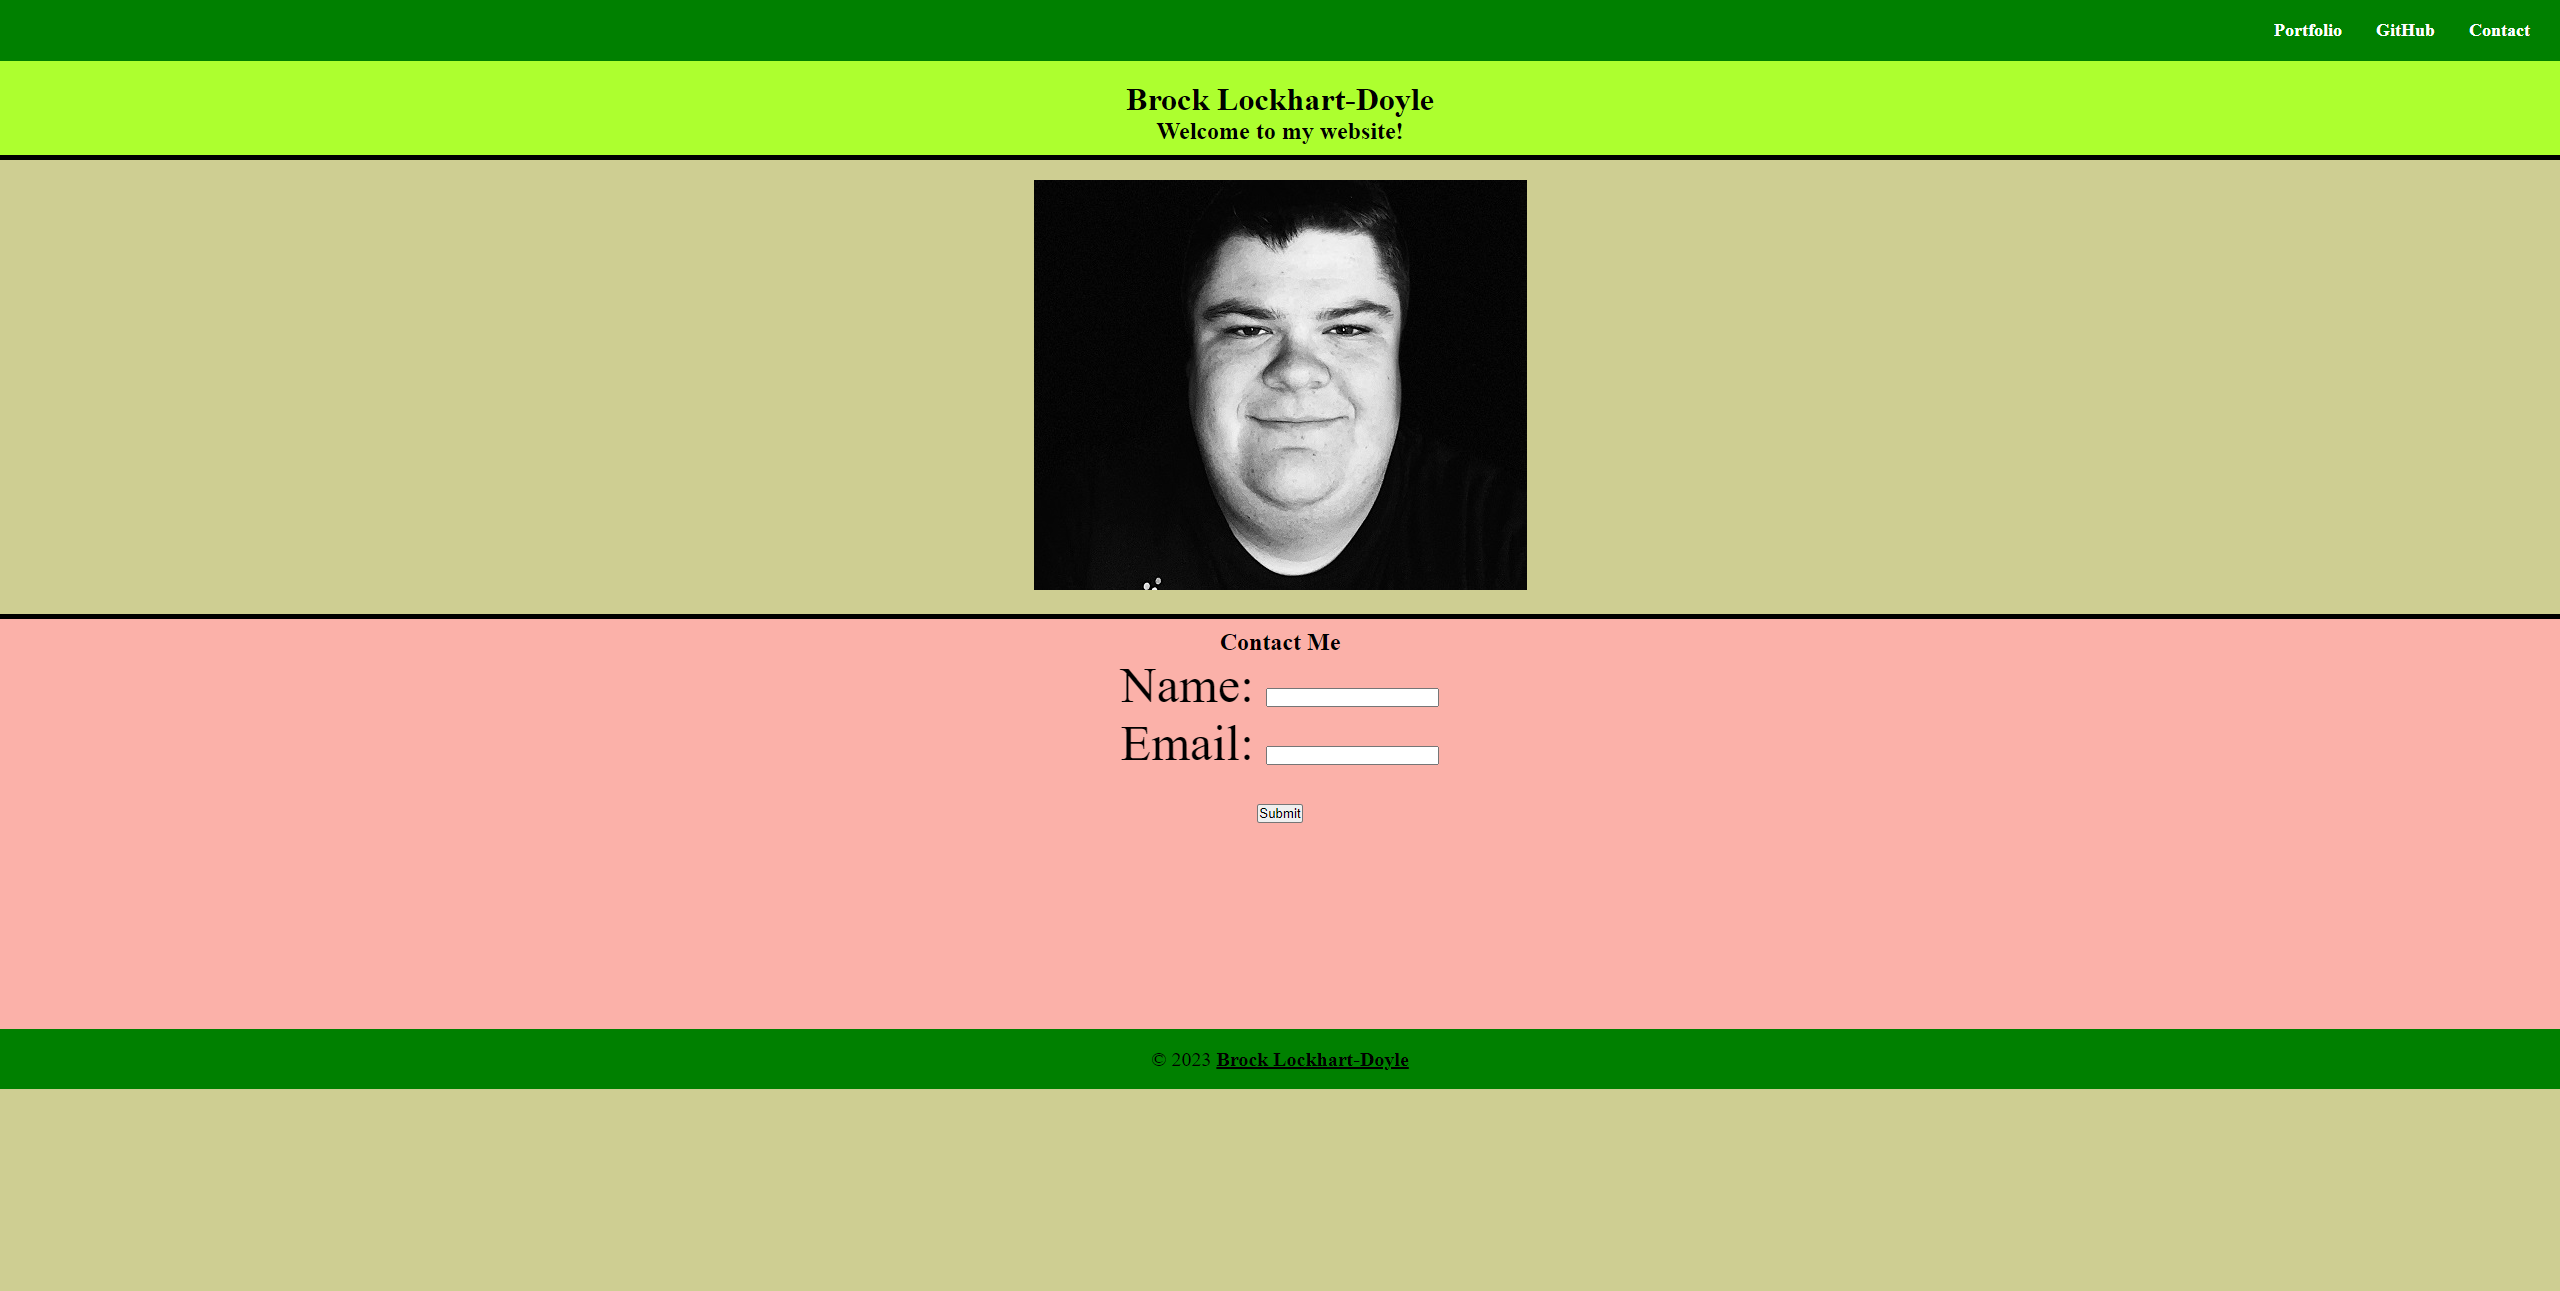 Portfolio GitHub Contact
Brock Lockhart-Doyle
Welcome to my website!
Contact Me
Name:
Email:
Submit
© 2023 Brock Lockhart-Doyle